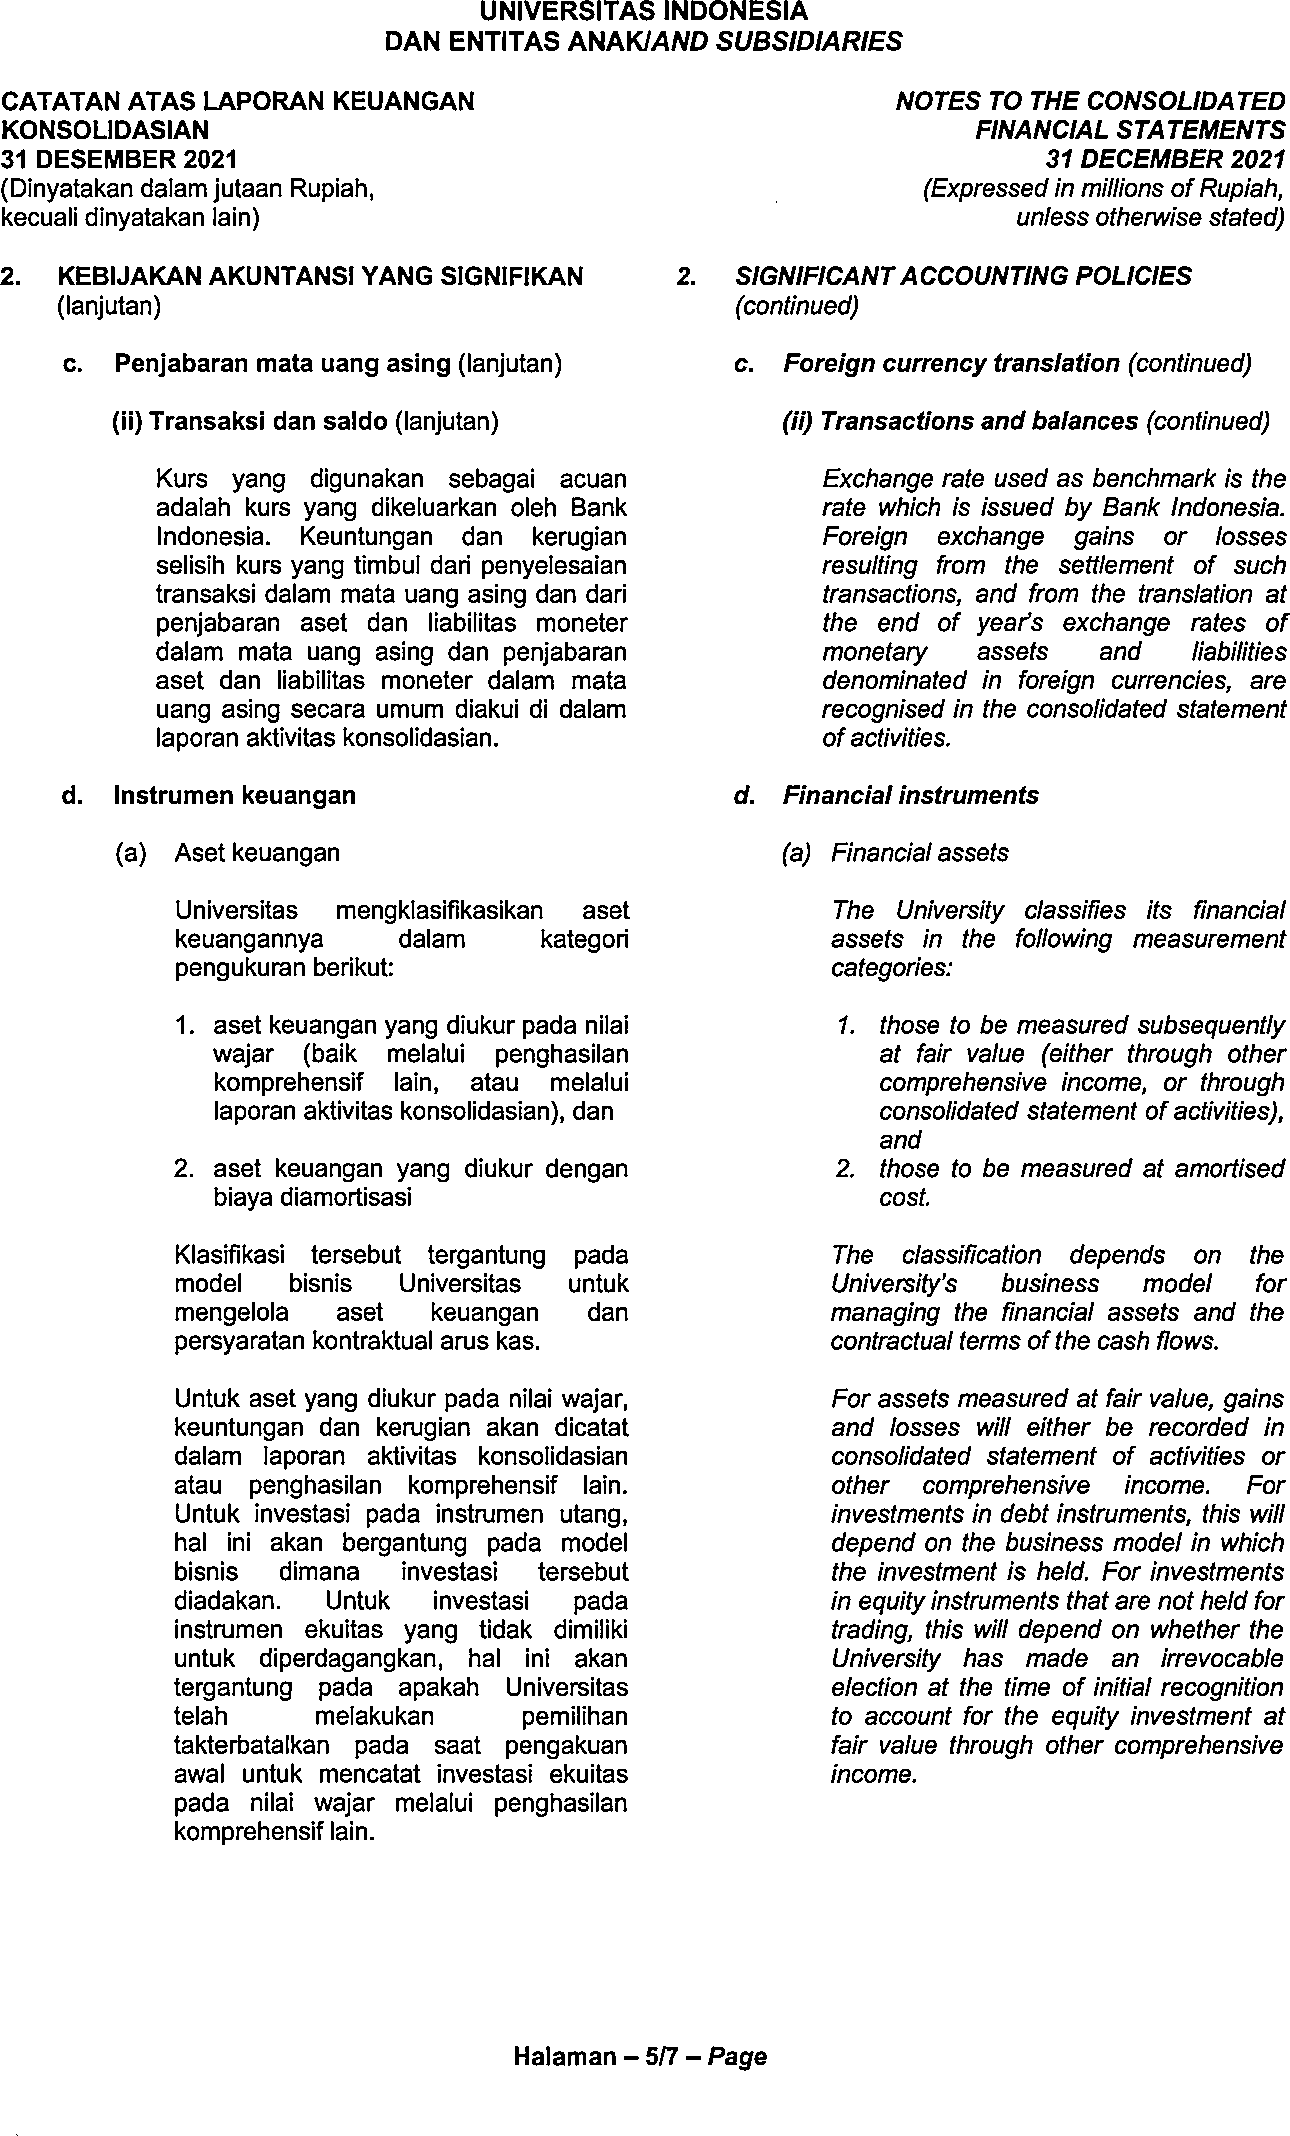 UNIVERSITAS INDONESIA
DAN ENTITAS ANAK/AND SUBSIDIARIES
CATATAN ATAS LAPORAN KEUANGAN
KONSOLIDASIAN
31 DESEMBER 2021
(Dinyatakan dalam jutaan Rupiah,
kecuali dinyatakan lain)
NOTES TO THE CONSOLIDATED
FINANCIAL STATEMENTS
31 DECEMBER 2021
(Expressed in millions of Rupiah,
unless otherwise stated)
2. KEBIJAKAN AKUNTANSI YANG SIGNIFIKAN
(lanjutan)
c. Penjabaran mata uang asing (lanjutan)
(ii) Transaksi dan saldo (lanjutan)
Kurs yang digunakan sebagai acuan
adalah kurs yang dikeluarkan oleh Bank
Indonesia. Keuntungan dan kerugian
selisih kurs yang timbul dari penyelesaian
transaksi dalam mata uang asing dan dari
penjabaran aset dan liabilitas moneter
dalam mata uang asing dan penjabaran
aset dan liabilitas moneter dalam mata
uang asing secara umum diakui di dalam
laporan aktivitas konsolidasian.
d. Instrumen keuangan
(a) Aset keuangan
Universitas mengklasifikasikan aset
keuangannya dalam kategori
pengukuran berikut:
1. aset keuangan yang diukur pada nilai
wajar (baik melalui penghasilan
komprehensif lain, atau melalui
laporan aktivitas konsolidasian), dan
2. aset keuangan yang diukur dengan
biaya diamortisasi
Klasifikasi tersebut tergantung pada
model bisnis Universitas untuk
mengelola aset keuangan dan
persyaratan kontraktual arus kas.
Untuk aset yang diukur pada nilai wajar,
keuntungan dan kerugian akan dicatat
dalam laporan aktivitas konsolidasian
atau penghasilan komprehensif lain.
Untuk investasi pada instrumen utang,
hal ini akan bergantung pada model
bisnis dimana investasi tersebut
diadakan. Untuk investasi pada
instrumen ekuitas yang tidak dimiliki
untuk diperdagangkan, hal ini akan
tergantung pada apakah Universitas
telah melakukan pemilihan
takterbatalkan pada saat pengakuan
awal untuk mencatat investasi ekuitas
pada nilai wajar melalui penghasilan
komprehensif lain.
2. SIGNIFICANT ACCOUNTING POLICIES
(continued)
c. Foreign currency translation (continued)
(ii) Transactions and balances (continued)
Exchange rate used as benchmark is the
rate which is issued by Bank Indonesia.
Foreign exchange gains or losses
resulting from the settlement of such
transactions, and from the translation at
the end of year's exchange rates of
monetary assets and liabilities
denominated in foreign currencies, are
recognised in the consolidated statement
of activities.
d. Financial instruments
(a) Financial assets
The University classifies its financial
assets in the following measurement
categories:
1. those to be measured subsequently
at fair value (either through other
comprehensive income, or through
consolidated statement of activities),
and
2. those to be measured at amortised
cost.
The classification depends on the
University's business model for
managing the financial assets and the
contractual terms of the cash flows.
For assets measured at fair value, gains
and losses will either be recorded in
consolidated statement of activities or
other comprehensive income. For
investments in debt instruments, this will
depend on the business model in which
the investment is held. For investments
in equity instruments that are not held for
trading, this will depend on whether the
University has made an irrevocable
election at the time of initial recognition
to account for the equity investment at
fair value through other comprehensive
income.
Halaman – 5/7 – Page